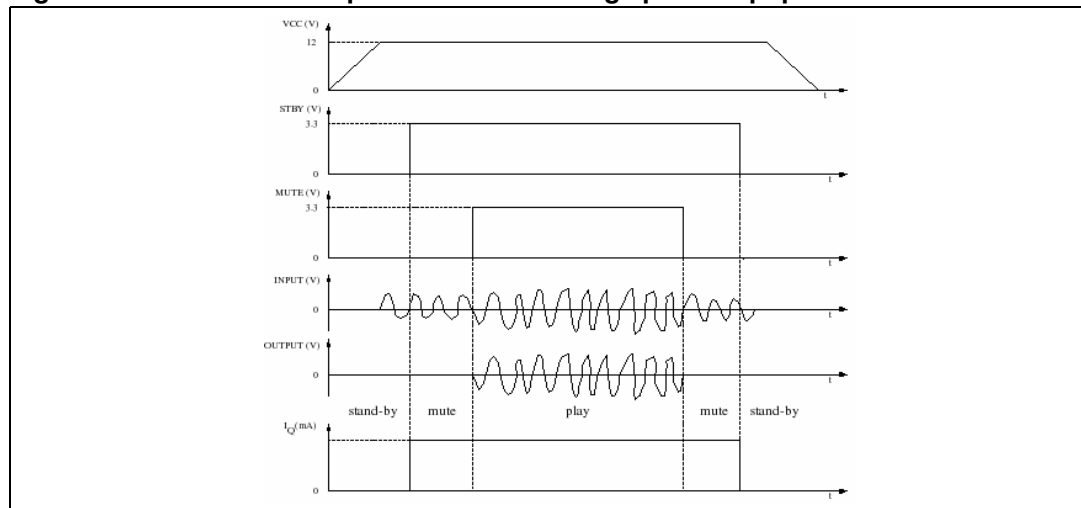 VCC (V)
12
0
t
STBY (V)
3.3
0
t
MUTE (V)
3.3
0
t
INPUT (V)
0
t
OUTPUT (V)
0
t
stand-by mute play mute stand-by
IQ(mA)
0
t